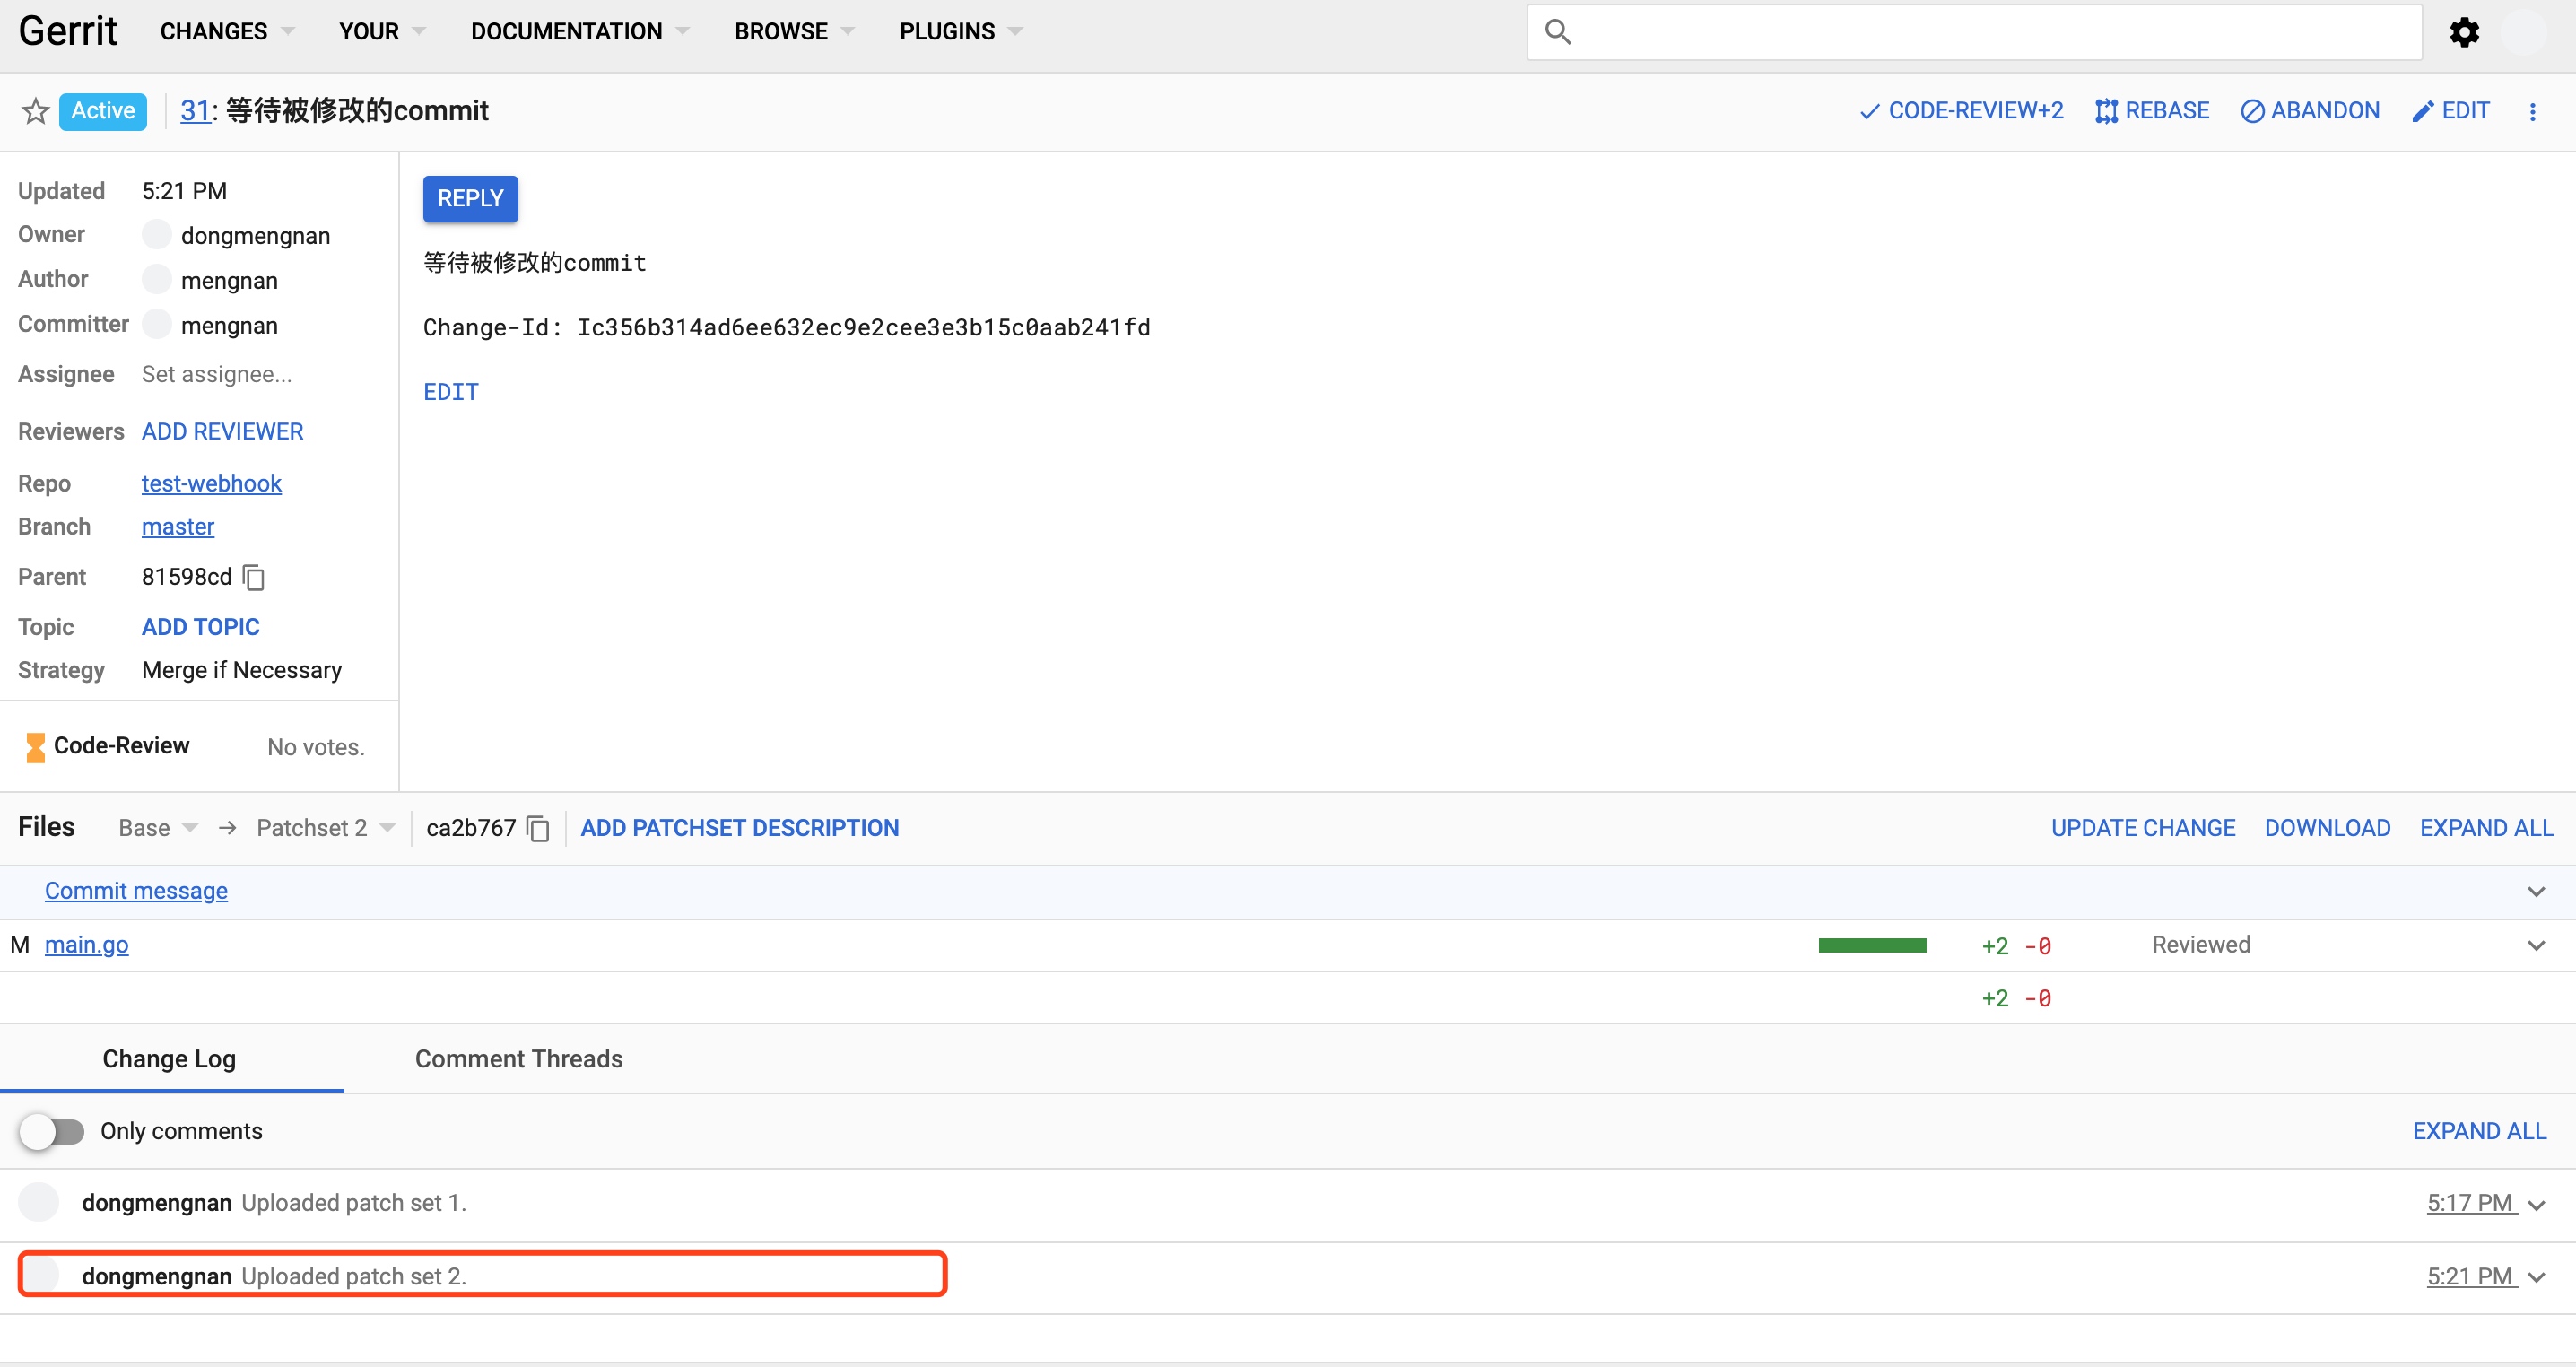 Gerrit CHANGES YOUR DOCUMENTATION BROWSE PLUGINS
Active 31: 等待被修改的commit CODE-REVIEW+2 REBASE ABANDON EDIT
Updated 5:21 PM
Owner dongmengnan
Author mengnan
Committer mengnan
Assignee Set assignee...
Reviewers ADD REVIEWER
Repo test-webhook
Branch master
Parent 81598cd
Topic ADD TOPIC
Strategy Merge if Necessary
Code-Review No votes.
REPLY
等待被修改的commit
Change-Id: Ic356b314ad6ee632ec9e2cee3e3b15c0aab241fd
EDIT
Files Base → Patchset 2 ca2b767 ADD PATCHSET DESCRIPTION UPDATE CHANGE DOWNLOAD EXPAND ALL
Commit message
M main.go +2 -0 Reviewed
+2 -0
Change Log Comment Threads
Only comments EXPAND ALL
dongmengnan Uploaded patch set 1. 5:17 PM
dongmengnan Uploaded patch set 2. 5:21 PM